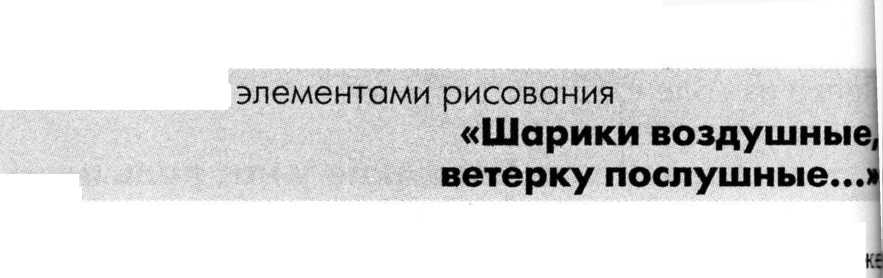 элементами рисования
«Шарики воздушные,
ветерку послушные...»